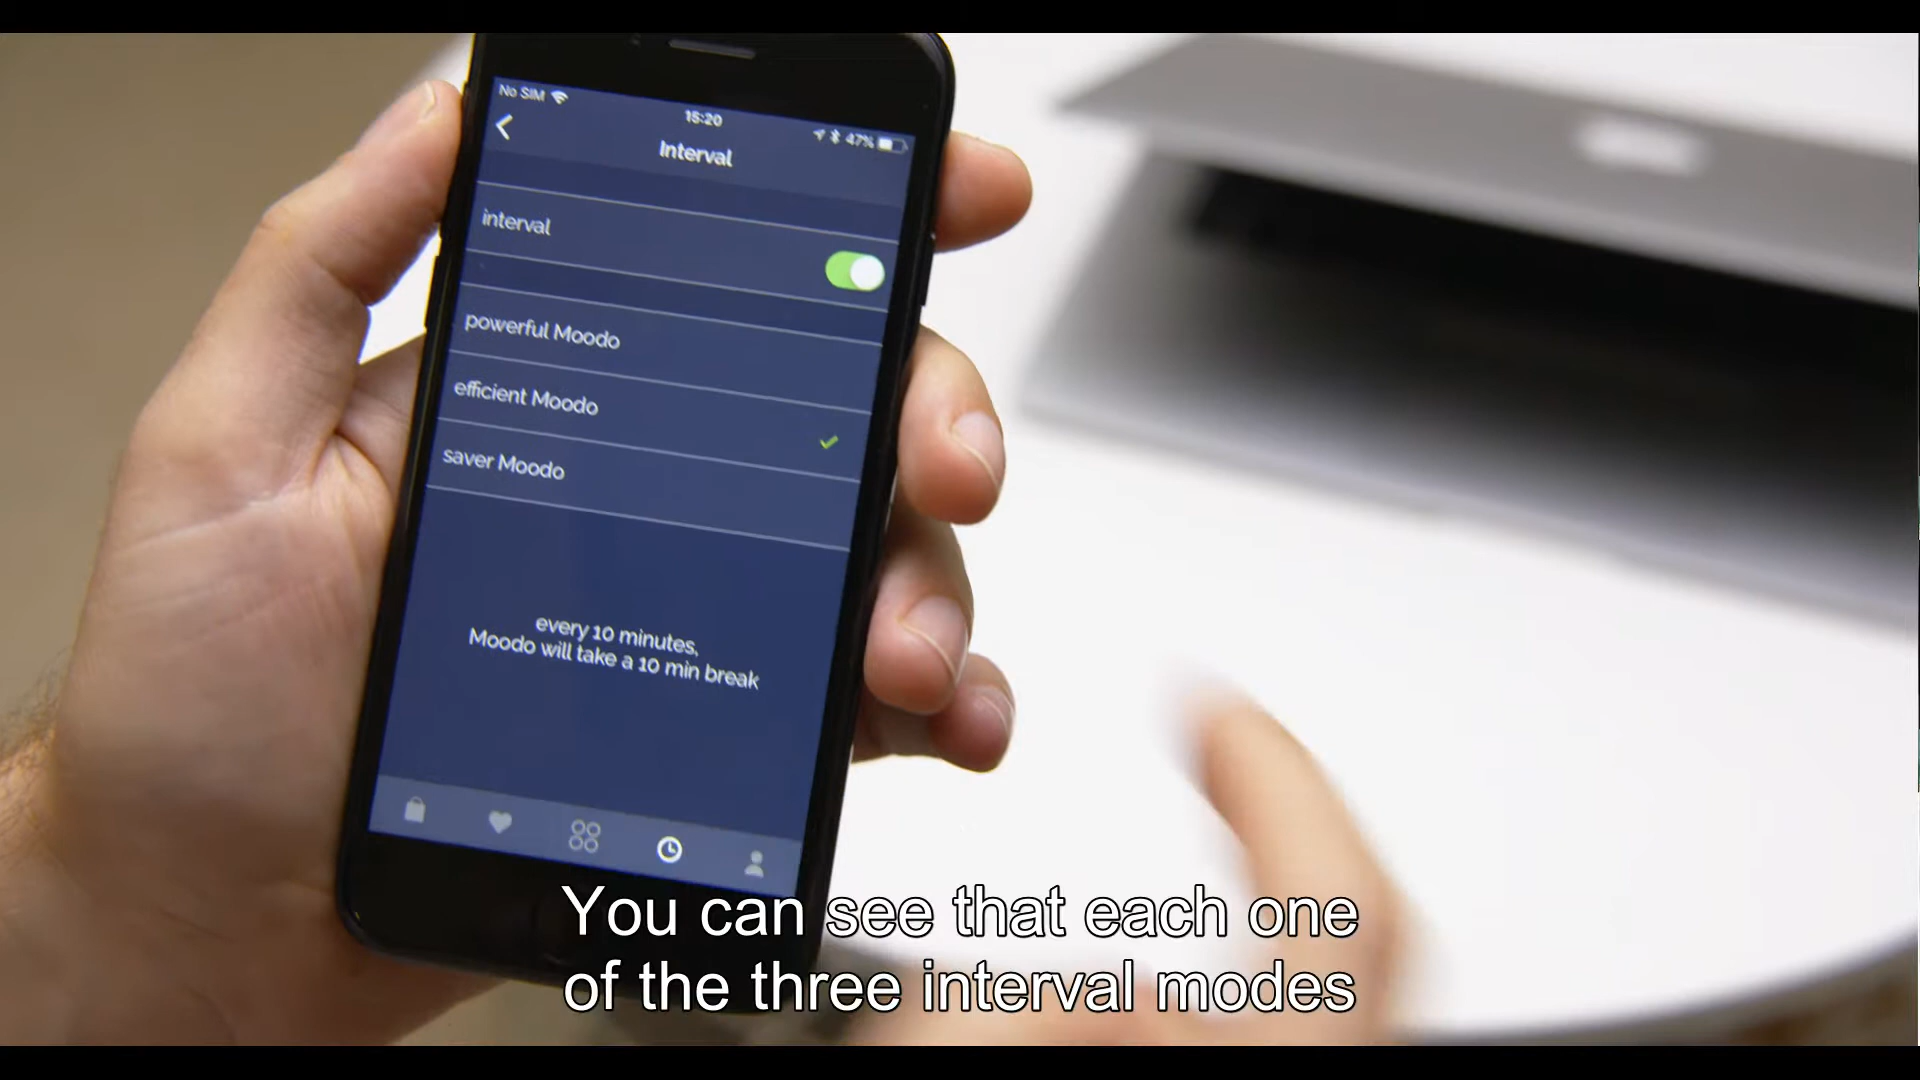 No SIM
15:20
47%
Interval
interval
powerful Moodo
efficient Moodo
saver Moodo
every 10 minutes,
Moodo will take a 10 min break
You can see that each one
of the three interval modes